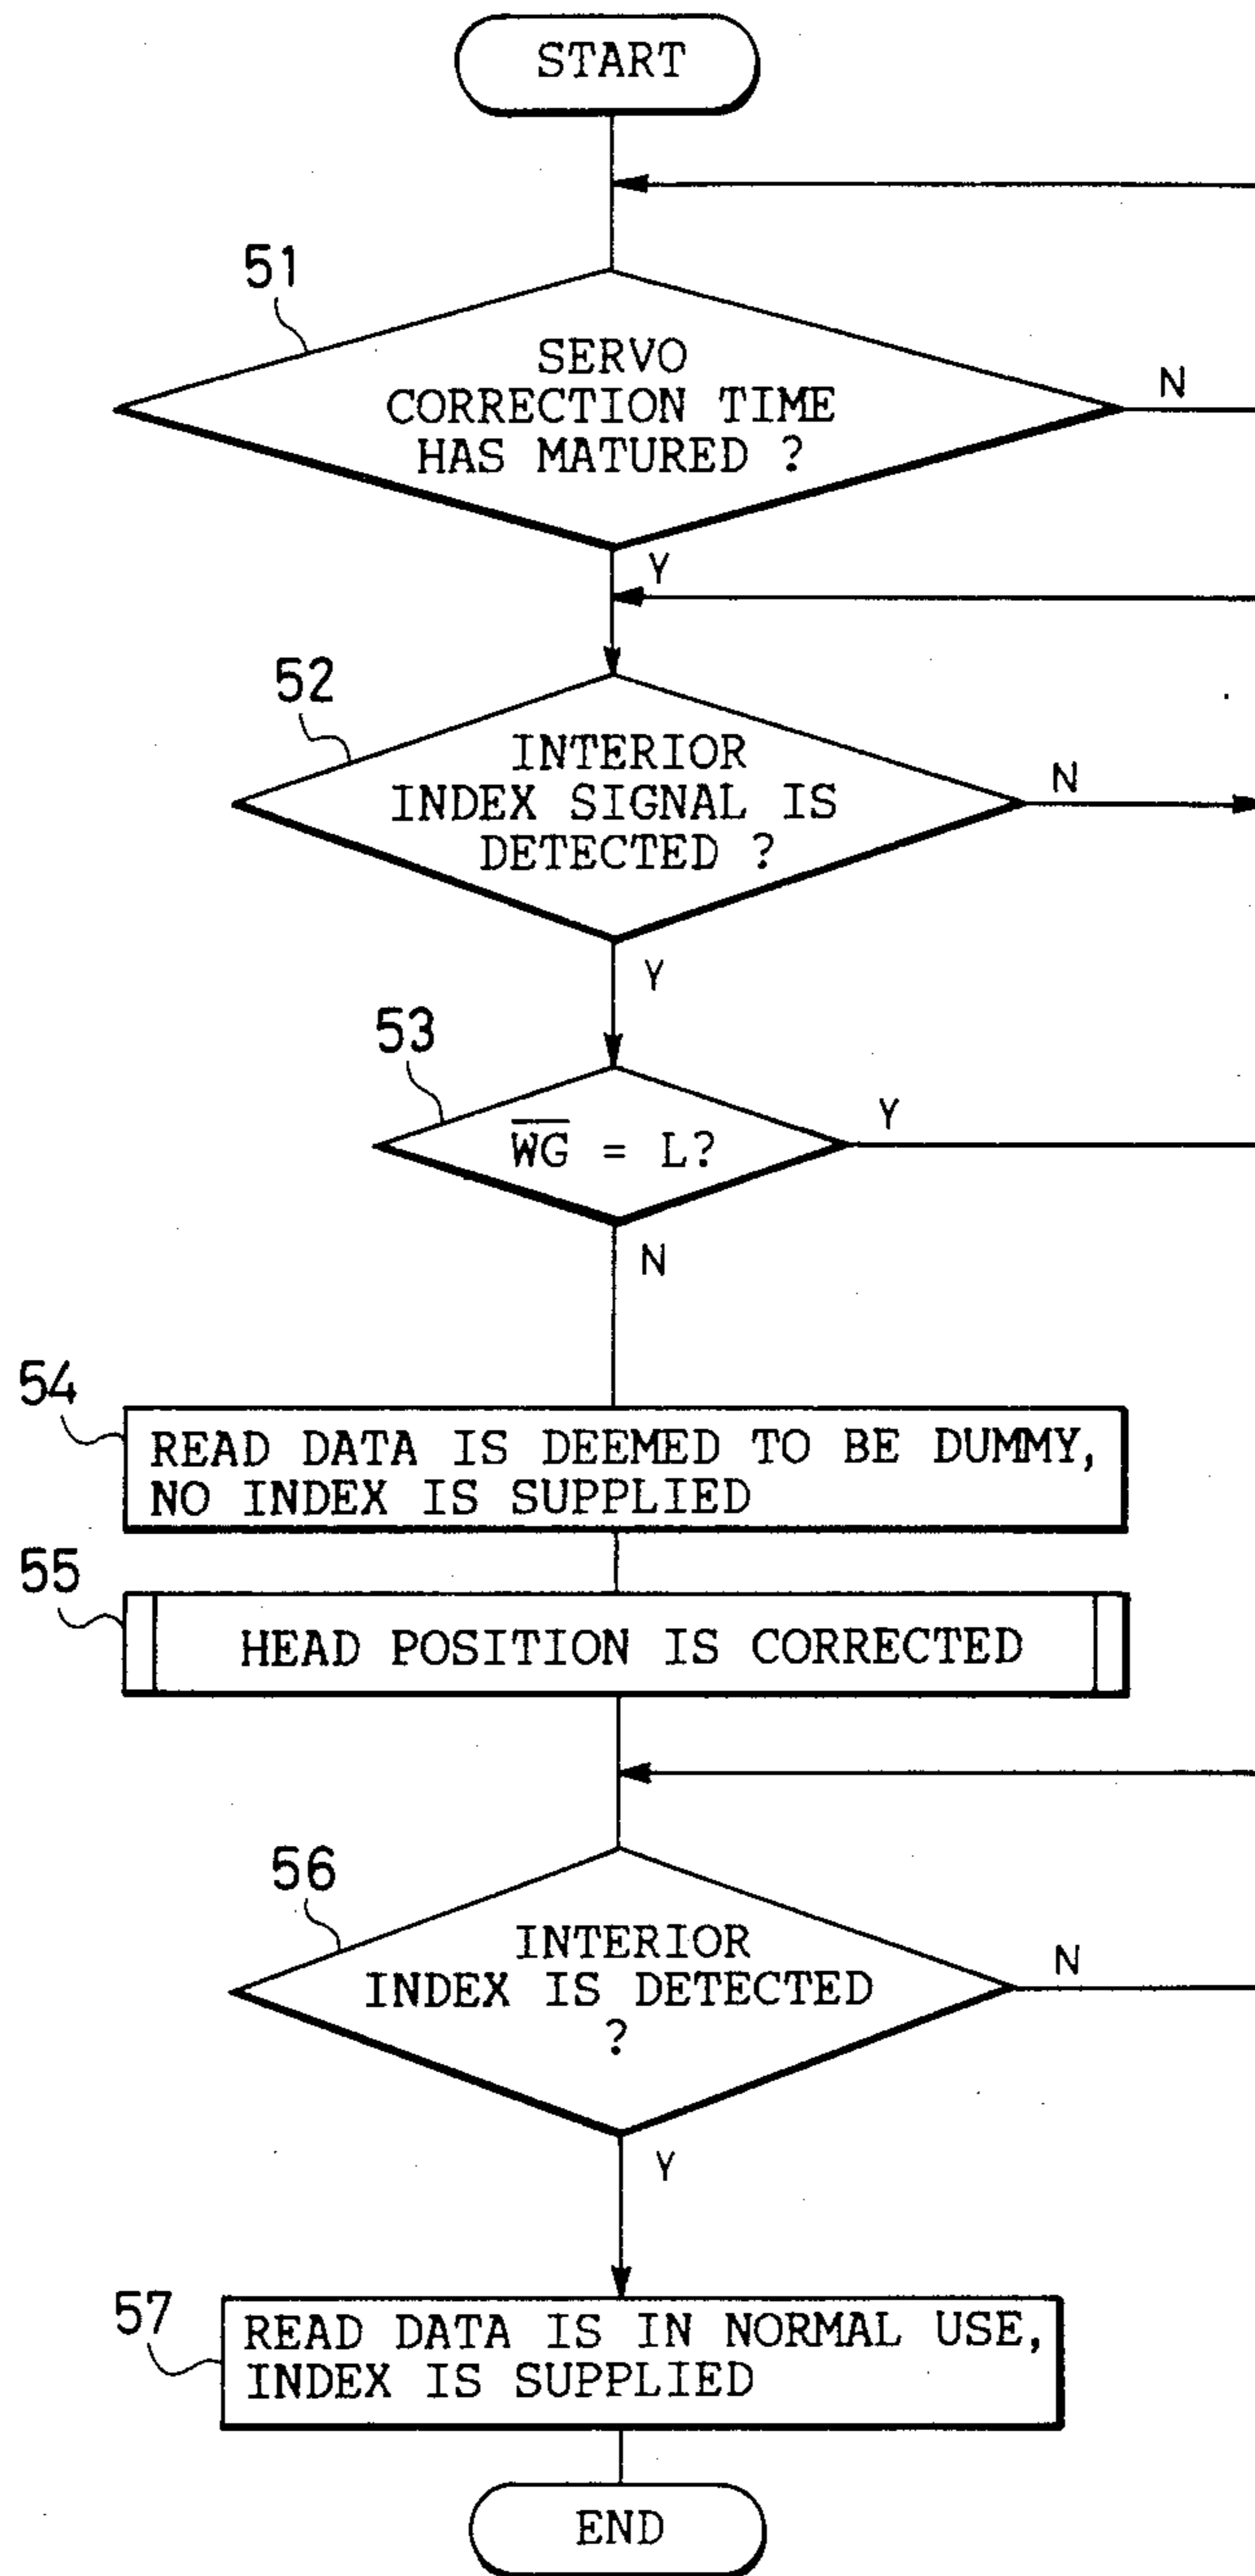 START
51
SERVO
CORRECTION TIME
HAS MATURED ?
N
Y
52
INTERIOR
INDEX SIGNAL IS
DETECTED ?
N
Y
53
W̅G̅ = L?
Y
N
54
READ DATA IS DEEMED TO BE DUMMY,
NO INDEX IS SUPPLIED
55
HEAD POSITION IS CORRECTED
56
INTERIOR
INDEX IS DETECTED
?
N
Y
57
READ DATA IS IN NORMAL USE,
INDEX IS SUPPLIED
END